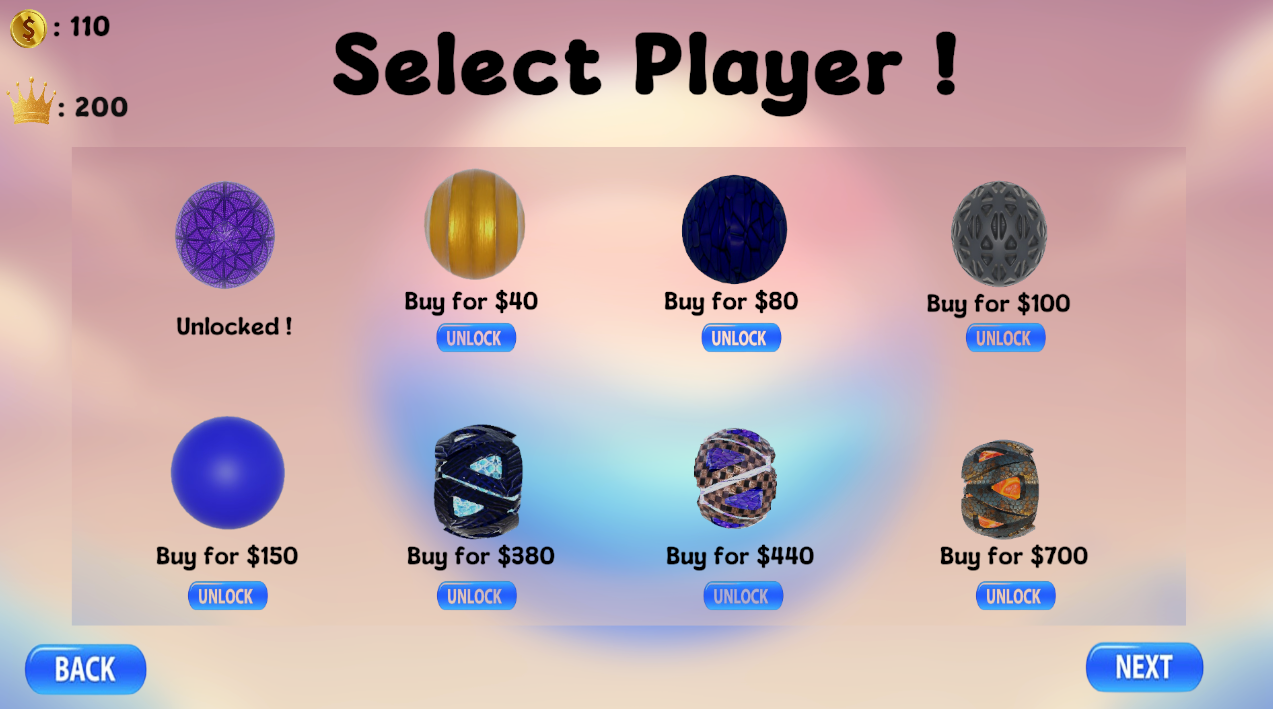 $ : 110
: 200
Select Player !
Unlocked !
Buy for $40
UNLOCK
Buy for $80
UNLOCK
Buy for $100
UNLOCK
Buy for $150
UNLOCK
Buy for $380
UNLOCK
Buy for $440
UNLOCK
Buy for $700
UNLOCK
BACK
NEXT